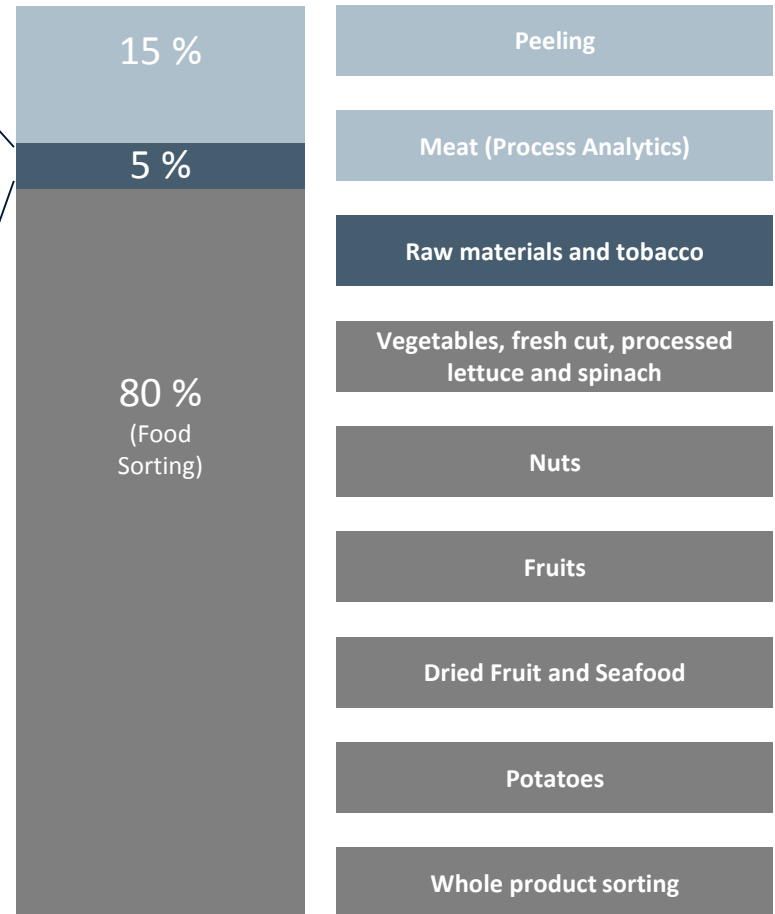 15 %
5 %
80 %
(Food
Sorting)
Peeling
Meat (Process Analytics)
Raw materials and tobacco
Vegetables, fresh cut, processed
lettuce and spinach
Nuts
Fruits
Dried Fruit and Seafood
Potatoes
Whole product sorting